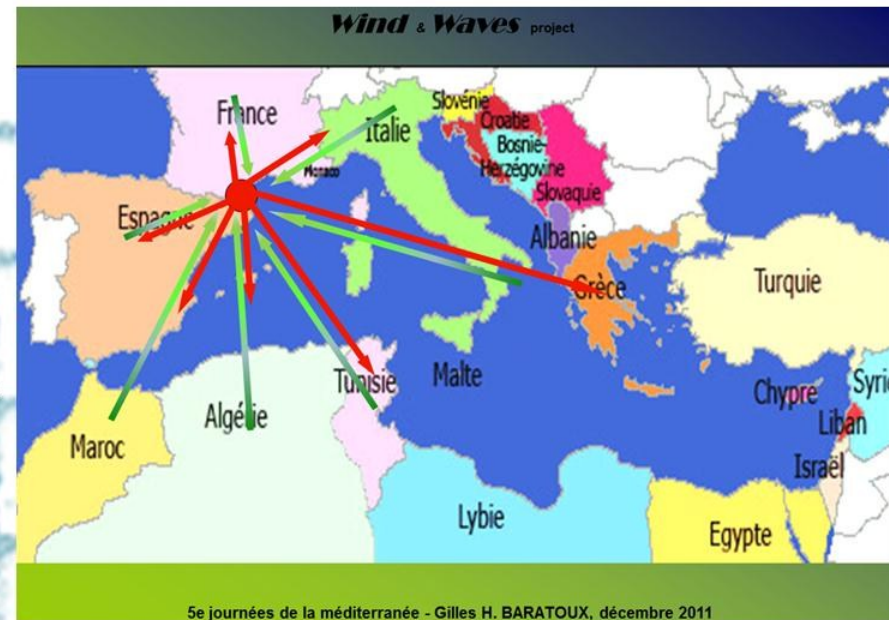 Wind & Waves project
France
Slovénie
Croatie
Italie
Bosnie-
Herzégovine
Monaco
Slovaquie
Espagne
Albanie
Grèce
Turquie
Tunisie
Malte
Chypre
Syrie
Algérie
Liban
Maroc
Israël
Lybie
Egypte
5e journées de la méditerranée - Gilles H. BARATOUX, décembre 2011